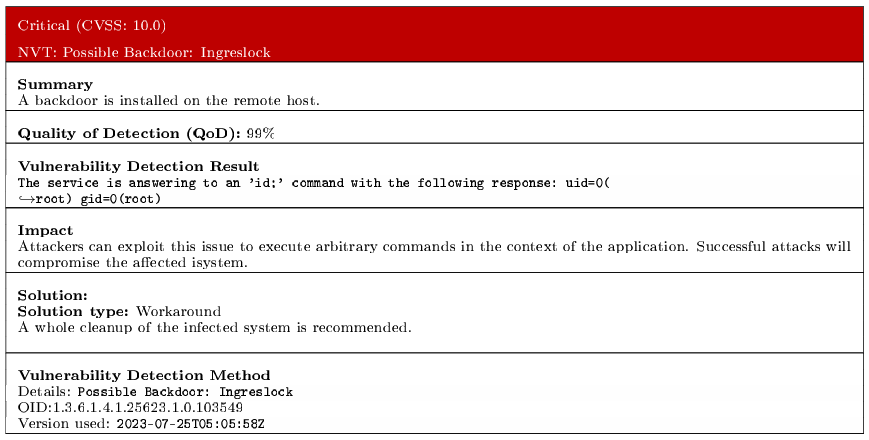 Critical (CVSS: 10.0)
NVT: Possible Backdoor: Ingreslock
Summary
A backdoor is installed on the remote host.
Quality of Detection (QoD): 99%
Vulnerability Detection Result
The service is answering to an 'id;' command with the following response: uid=0(
↪root) gid=0(root)
Impact
Attackers can exploit this issue to execute arbitrary commands in the context of the application. Successful attacks will
compromise the affected isystem.
Solution:
Solution type: Workaround
A whole cleanup of the infected system is recommended.
Vulnerability Detection Method
Details: Possible Backdoor: Ingreslock
OID:1.3.6.1.4.1.25623.1.0.103549
Version used: 2023-07-25T05:05:58Z